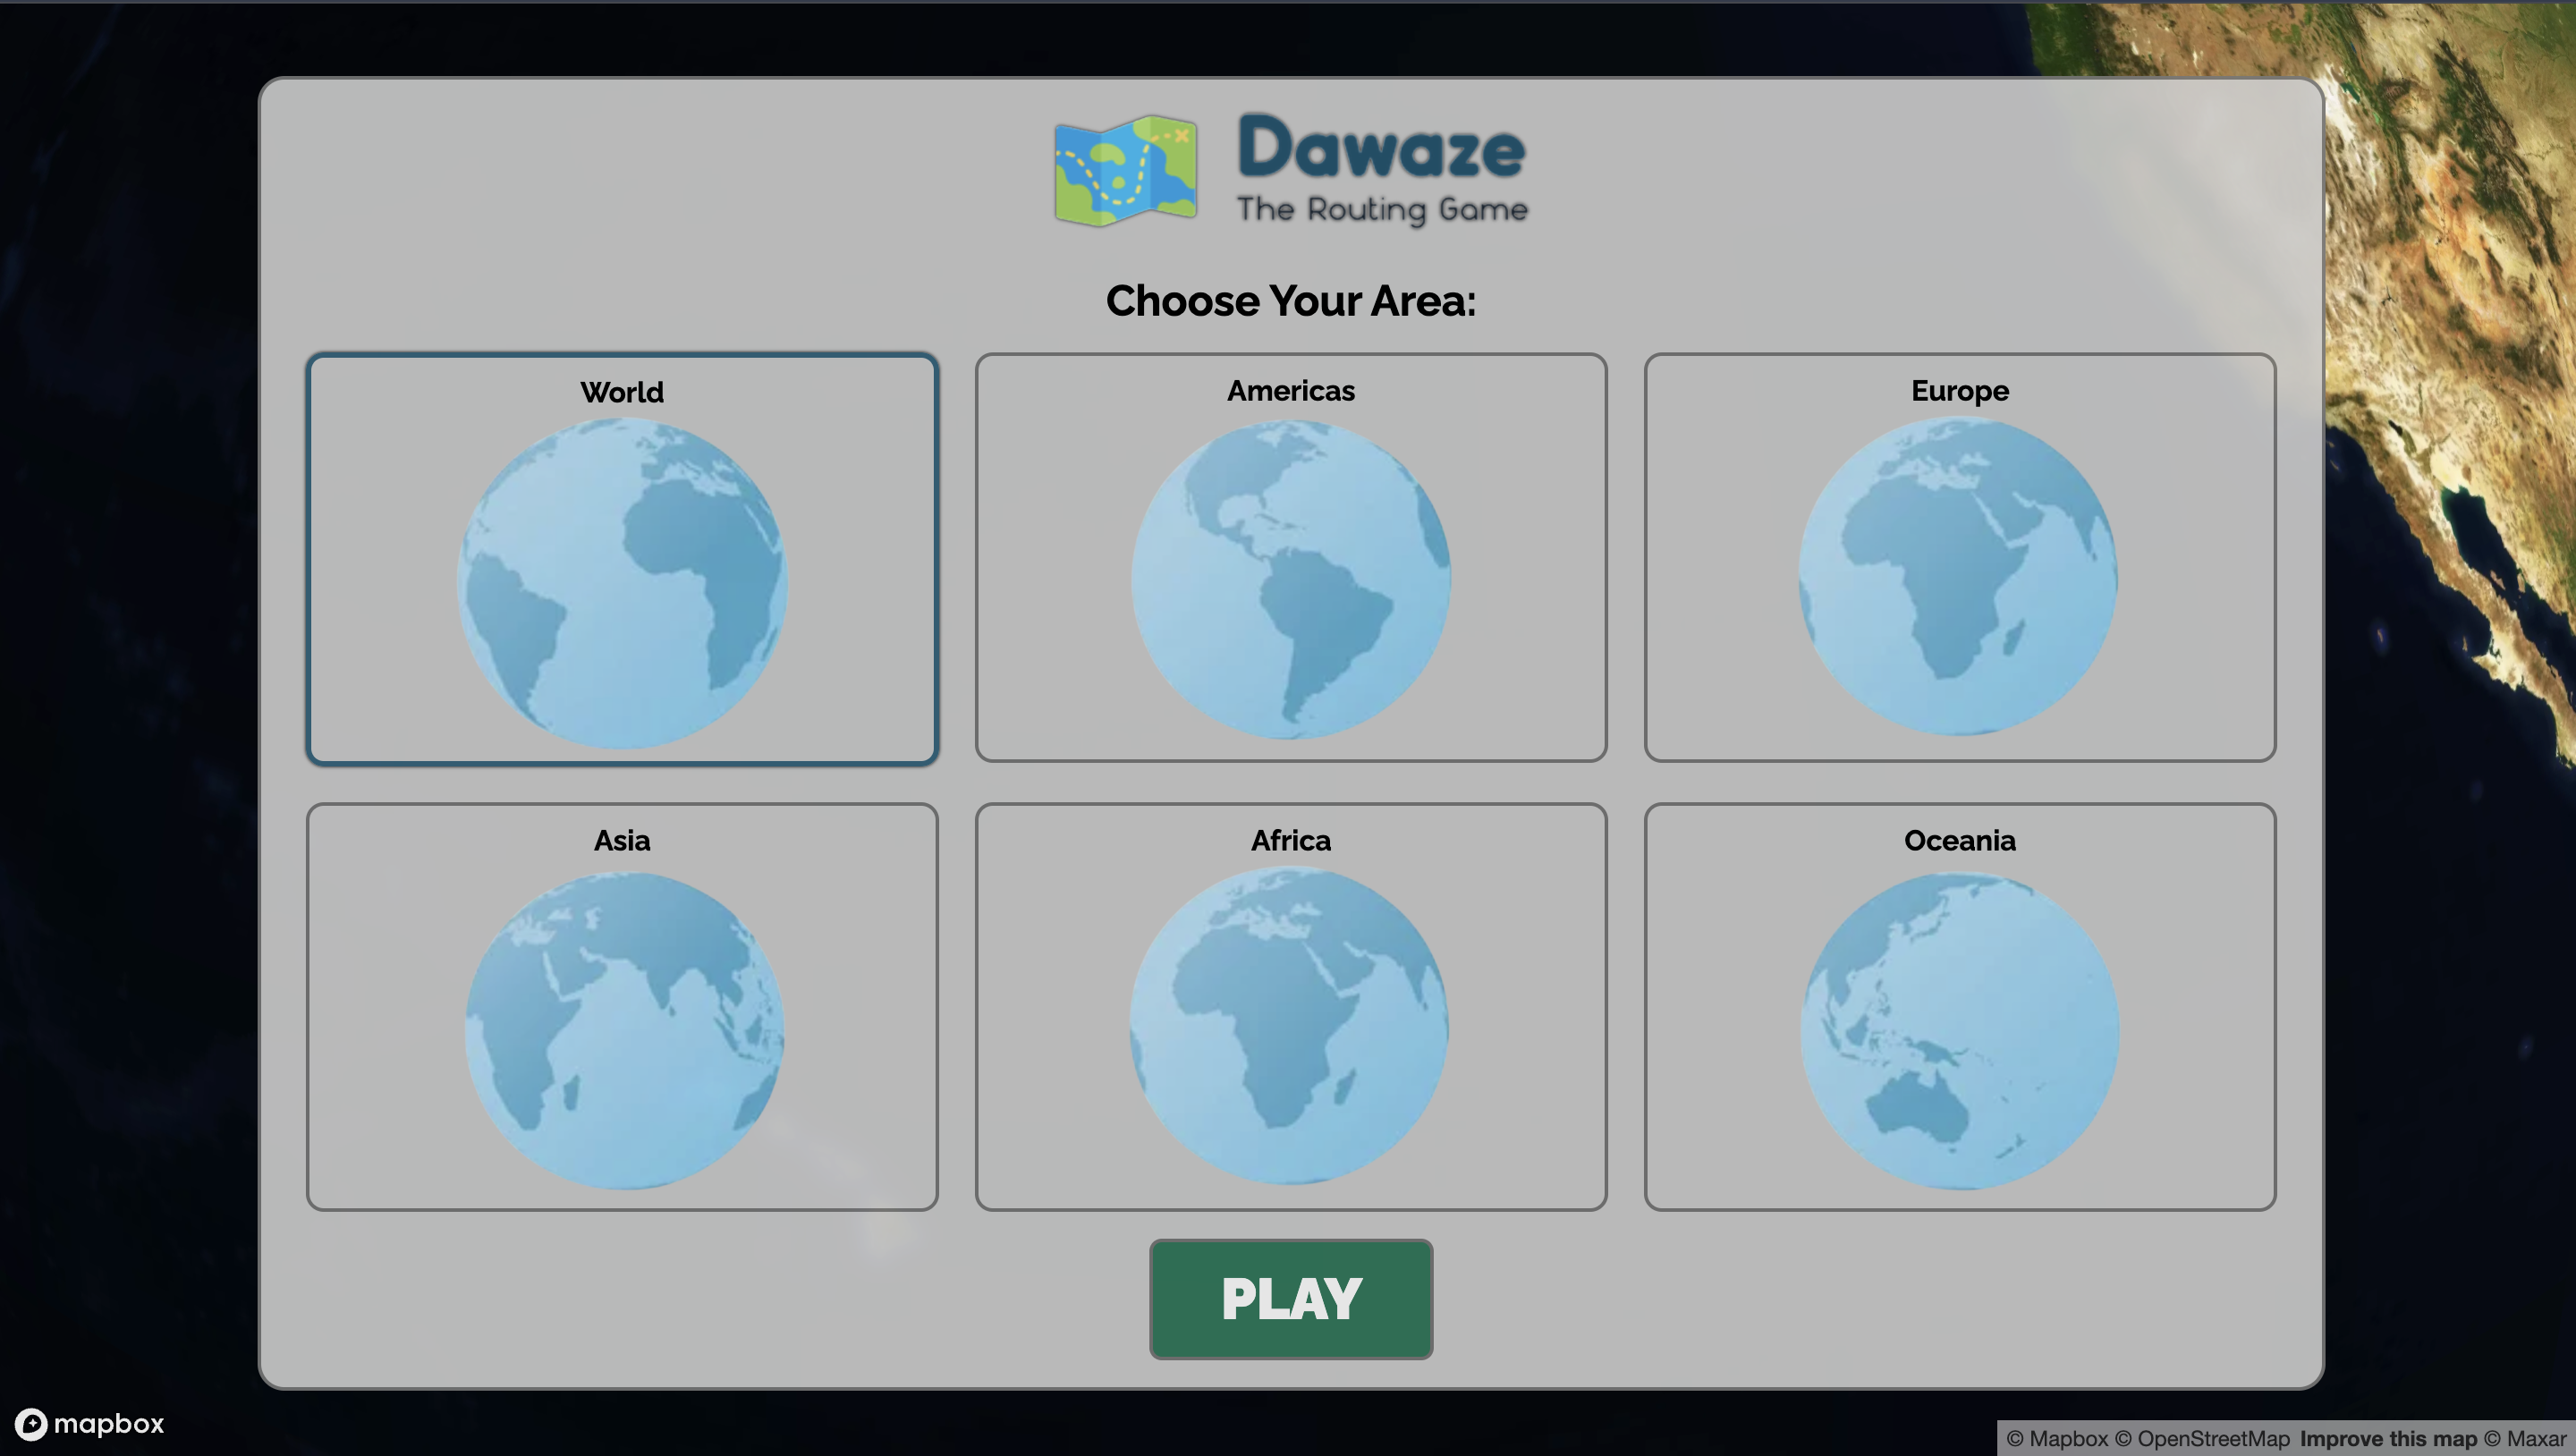 Dawaze
The Routing Game
Choose Your Area:
World
Americas
Europe
Asia
Africa
Oceania
PLAY
mapbox
© Mapbox © OpenStreetMap Improve this map © Maxar